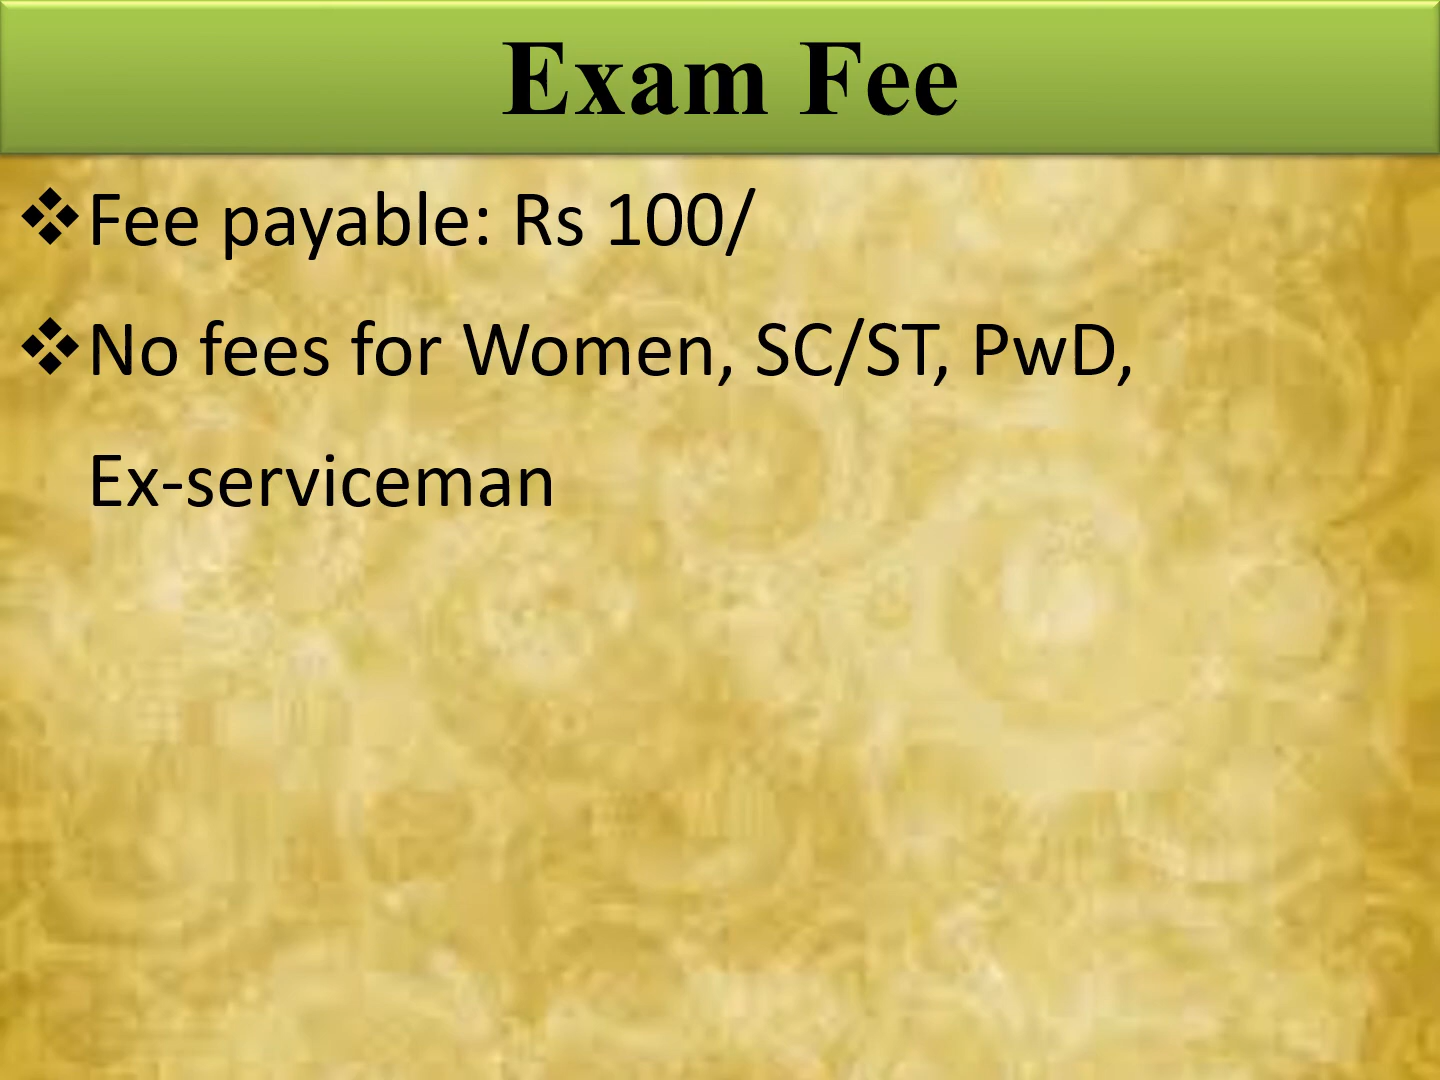 Exam Fee
❖Fee payable: Rs 100/
❖No fees for Women, SC/ST, PwD,
Ex-serviceman